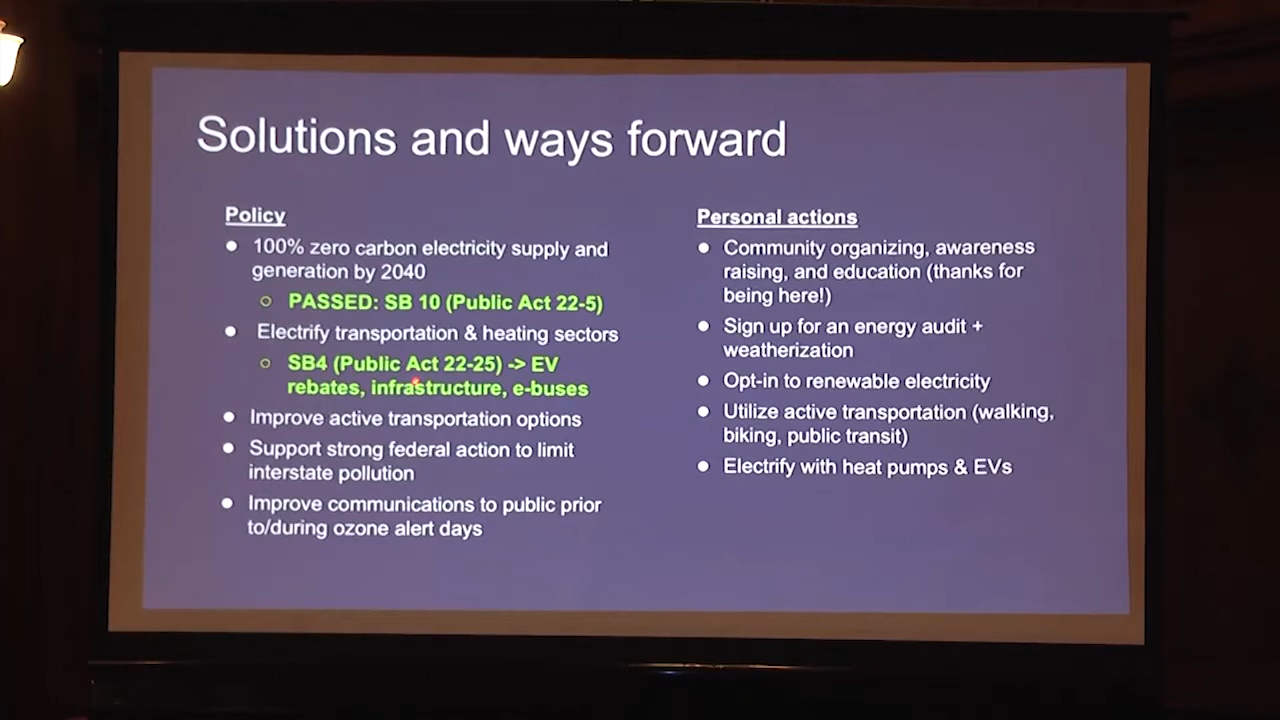 Solutions and ways forward
Policy
● 100% zero carbon electricity supply and
generation by 2040
○ PASSED: SB 10 (Public Act 22-5)
● Electrify transportation & heating sectors
○ SB4 (Public Act 22-25) -> EV
rebates, infrastructure, e-buses
● Improve active transportation options
● Support strong federal action to limit
interstate pollution
● Improve communications to public prior
to/during ozone alert days
Personal actions
● Community organizing, awareness
raising, and education (thanks for
being here!)
● Sign up for an energy audit +
weatherization
● Opt-in to renewable electricity
● Utilize active transportation (walking,
biking, public transit)
● Electrify with heat pumps & EVs